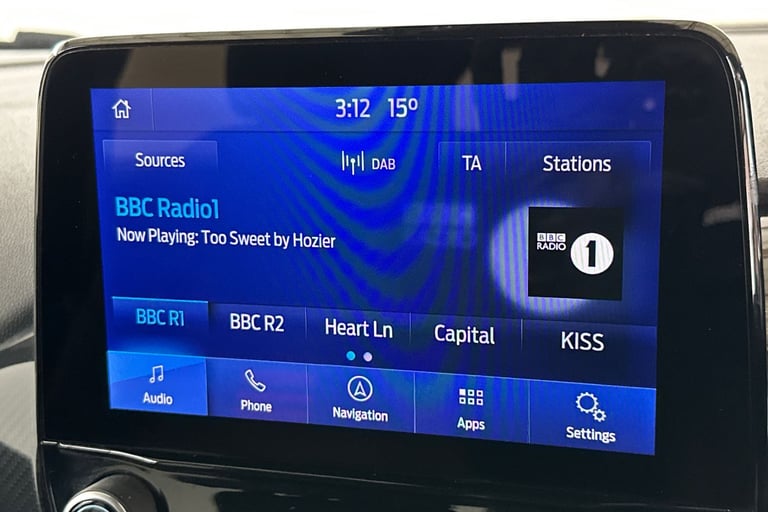 3:12 15º
Sources DAB TA Stations
BBC Radio1
Now Playing: Too Sweet by Hozier
BBC
RADIO 1
BBC R1 BBC R2 Heart Ln Capital KISS
Audio Phone Navigation Apps Settings